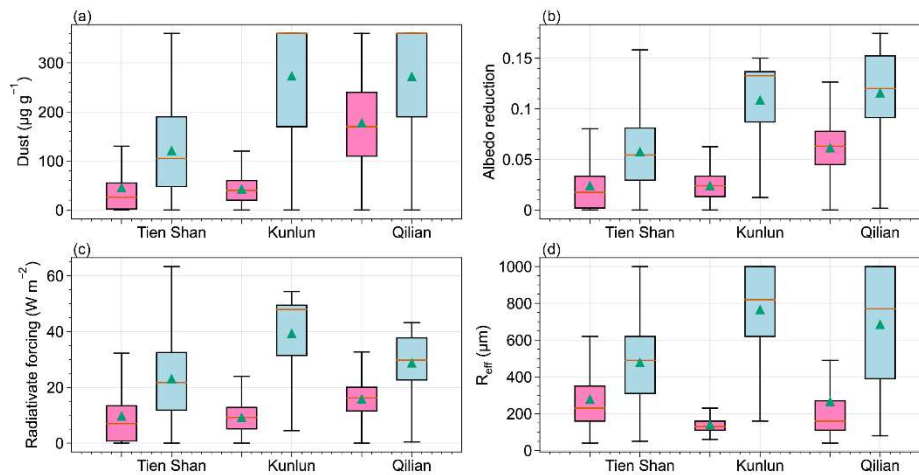 (a)
Dust (µg g⁻¹)
300
200
100
0
Tien Shan Kunlun Qilian
(b)
Albedo reduction
0.15
0.1
0.05
0
Tien Shan Kunlun Qilian
(c)
Radiativate forcing (W m⁻²)
60
40
20
0
Tien Shan Kunlun Qilian
(d)
R_eff (µm)
1000
800
600
400
200
0
Tien Shan Kunlun Qilian